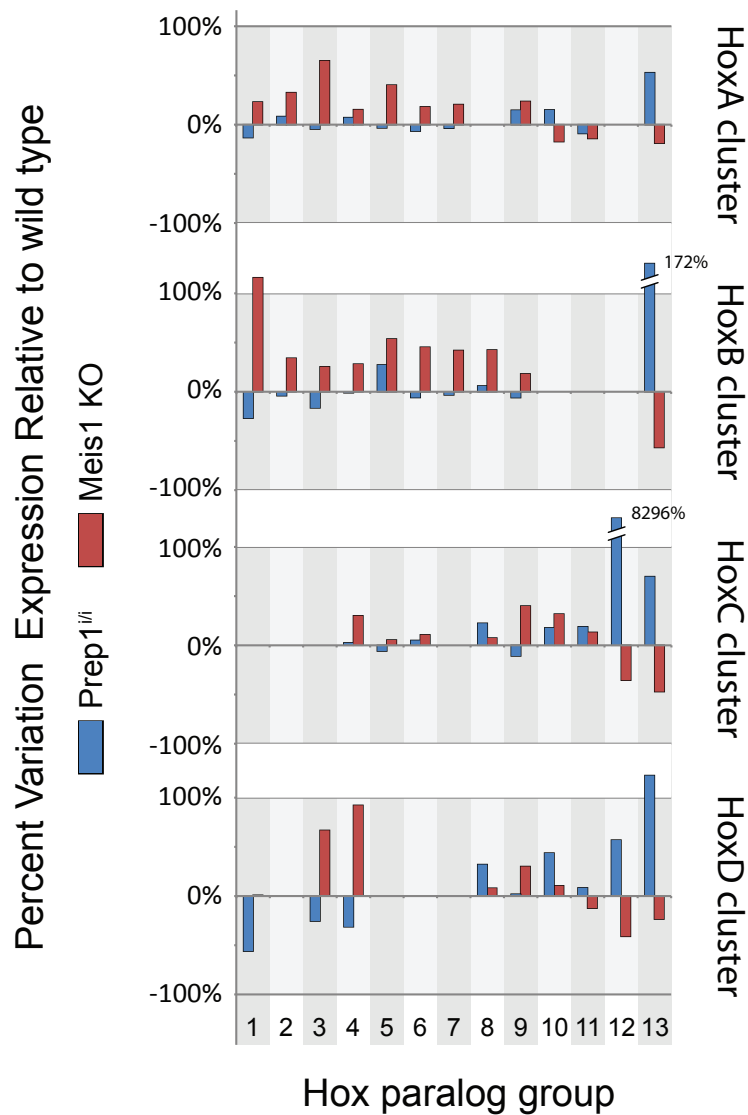 Percent Variation Expression Relative to wild type
Prep1i/i
Meis1 KO
100%
0%
-100%
HoxA cluster
172%
100%
0%
-100%
HoxB cluster
8296%
100%
0%
-100%
HoxC cluster
100%
0%
-100%
HoxD cluster
1 2 3 4 5 6 7 8 9 10 11 12 13
Hox paralog group